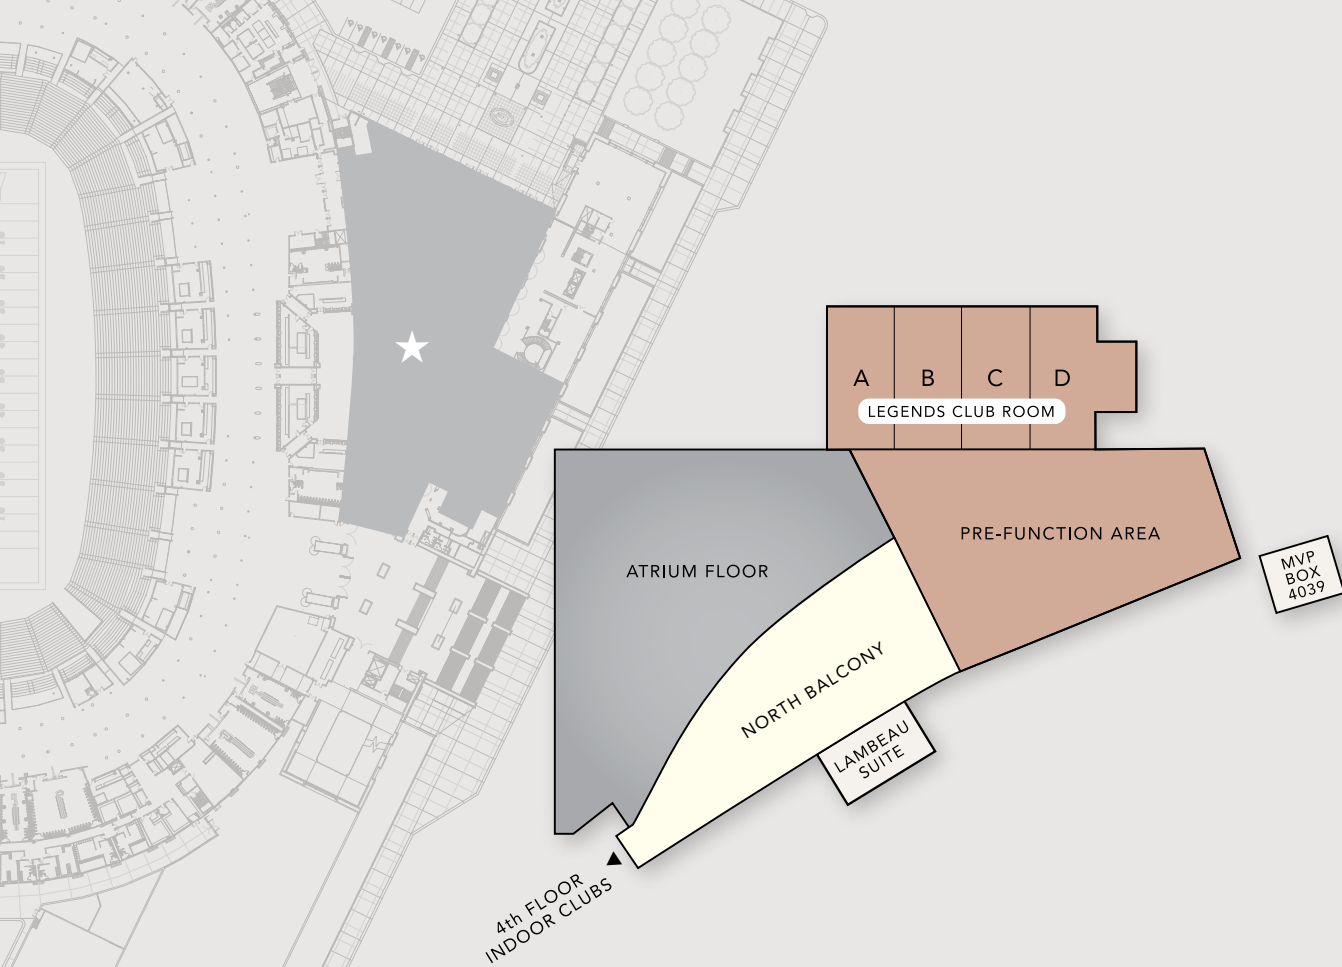 A B C D
LEGENDS CLUB ROOM
PRE-FUNCTION AREA
ATRIUM FLOOR
MVP
BOX
4039
NORTH BALCONY
LAMBEAU
SUITE
4th FLOOR
INDOOR CLUBS